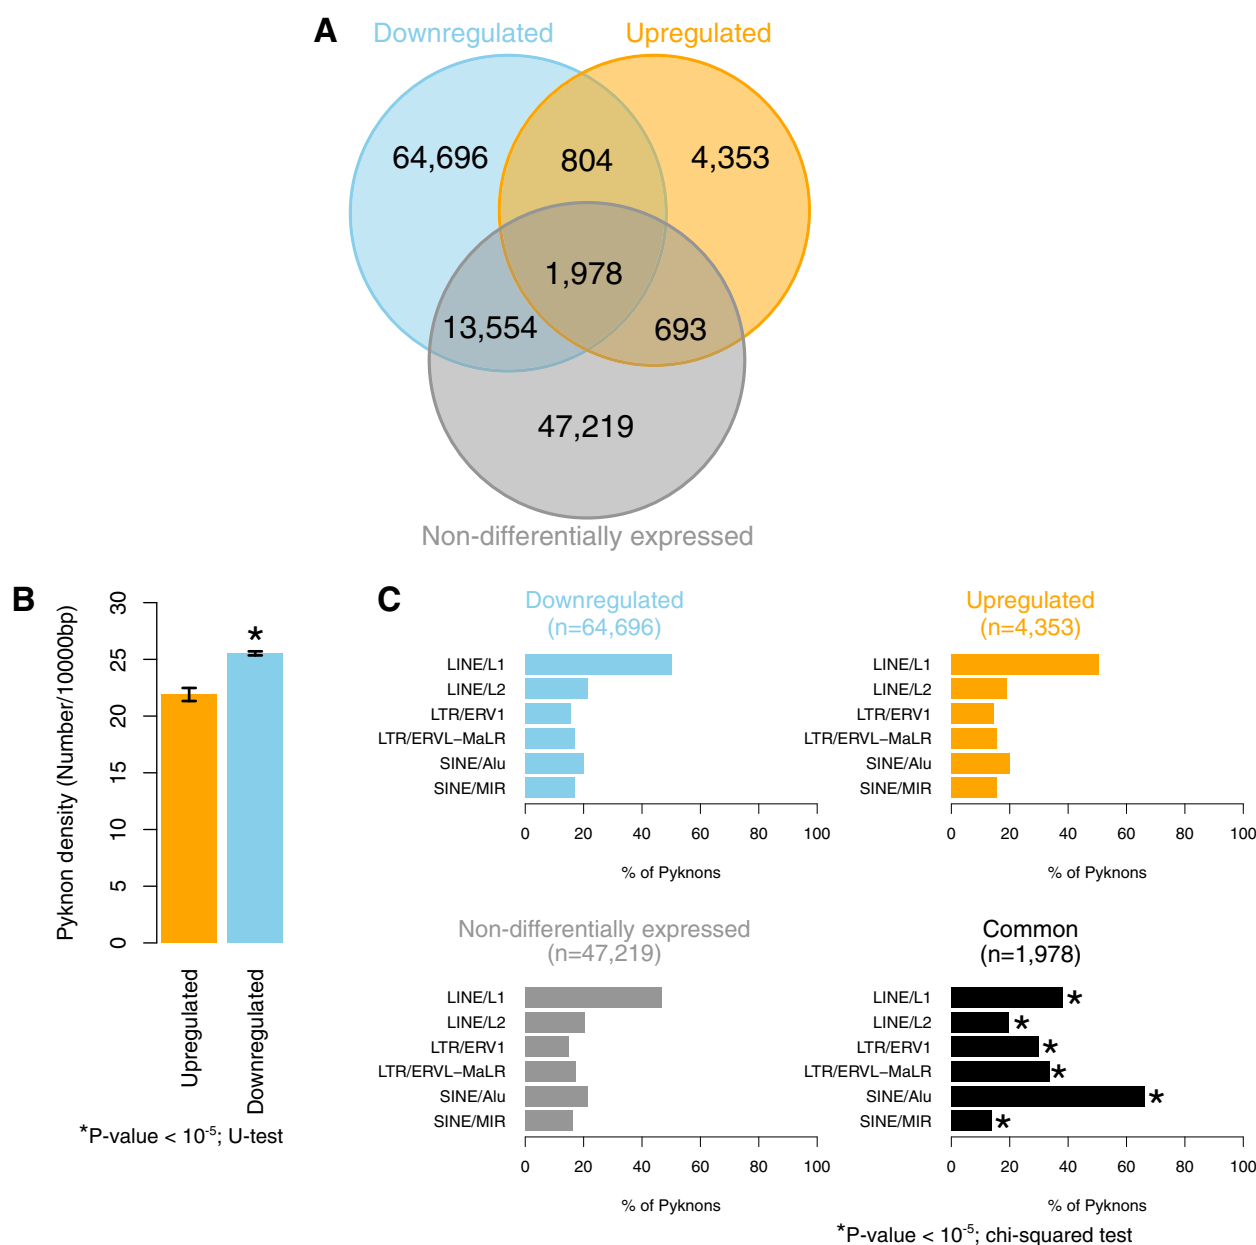 A
Downregulated
Upregulated
64,696
804
4,353
1,978
13,554
693
47,219
Non-differentially expressed
B
Pyknon density (Number/10000bp)
30
25
20
15
10
5
0
*
Upregulated
Downregulated
*P-value < 10-5; U-test
C
Downregulated
(n=64,696)
LINE/L1
LINE/L2
LTR/ERV1
LTR/ERVL−MaLR
SINE/Alu
SINE/MIR
0 20 40 60 80 100
% of Pyknons
Upregulated
(n=4,353)
LINE/L1
LINE/L2
LTR/ERV1
LTR/ERVL−MaLR
SINE/Alu
SINE/MIR
0 20 40 60 80 100
% of Pyknons
Non-differentially expressed
(n=47,219)
LINE/L1
LINE/L2
LTR/ERV1
LTR/ERVL−MaLR
SINE/Alu
SINE/MIR
0 20 40 60 80 100
% of Pyknons
Common
(n=1,978)
LINE/L1 *
LINE/L2 *
LTR/ERV1 *
LTR/ERVL−MaLR *
SINE/Alu *
SINE/MIR *
0 20 40 60 80 100
% of Pyknons
*P-value < 10-5; chi-squared test